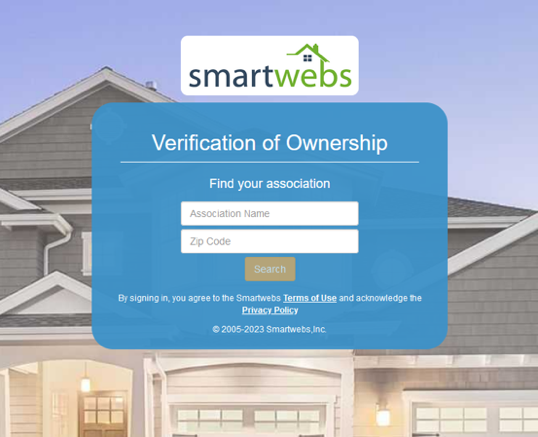 smartwebs
Verification of Ownership
Find your association
Association Name
Zip Code
Search
By signing in, you agree to the Smartwebs Terms of Use and acknowledge the
Privacy Policy
© 2005-2023 Smartwebs,Inc.